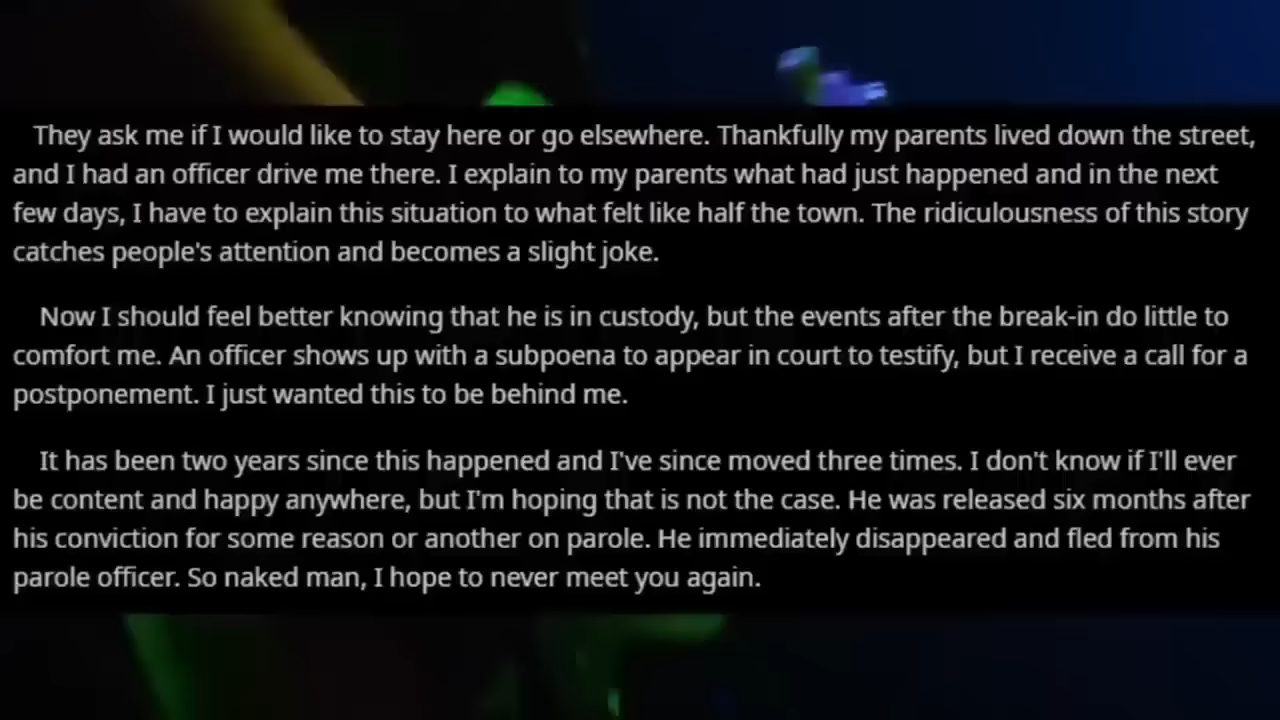 They ask me if I would like to stay here or go elsewhere. Thankfully my parents lived down the street,
and I had an officer drive me there. I explain to my parents what had just happened and in the next
few days, I have to explain this situation to what felt like half the town. The ridiculousness of this story
catches people's attention and becomes a slight joke.
Now I should feel better knowing that he is in custody, but the events after the break-in do little to
comfort me. An officer shows up with a subpoena to appear in court to testify, but I receive a call for a
postponement. I just wanted this to be behind me.
It has been two years since this happened and I've since moved three times. I don't know if I'll ever
be content and happy anywhere, but I'm hoping that is not the case. He was released six months after
his conviction for some reason or another on parole. He immediately disappeared and fled from his
parole officer. So naked man, I hope to never meet you again.